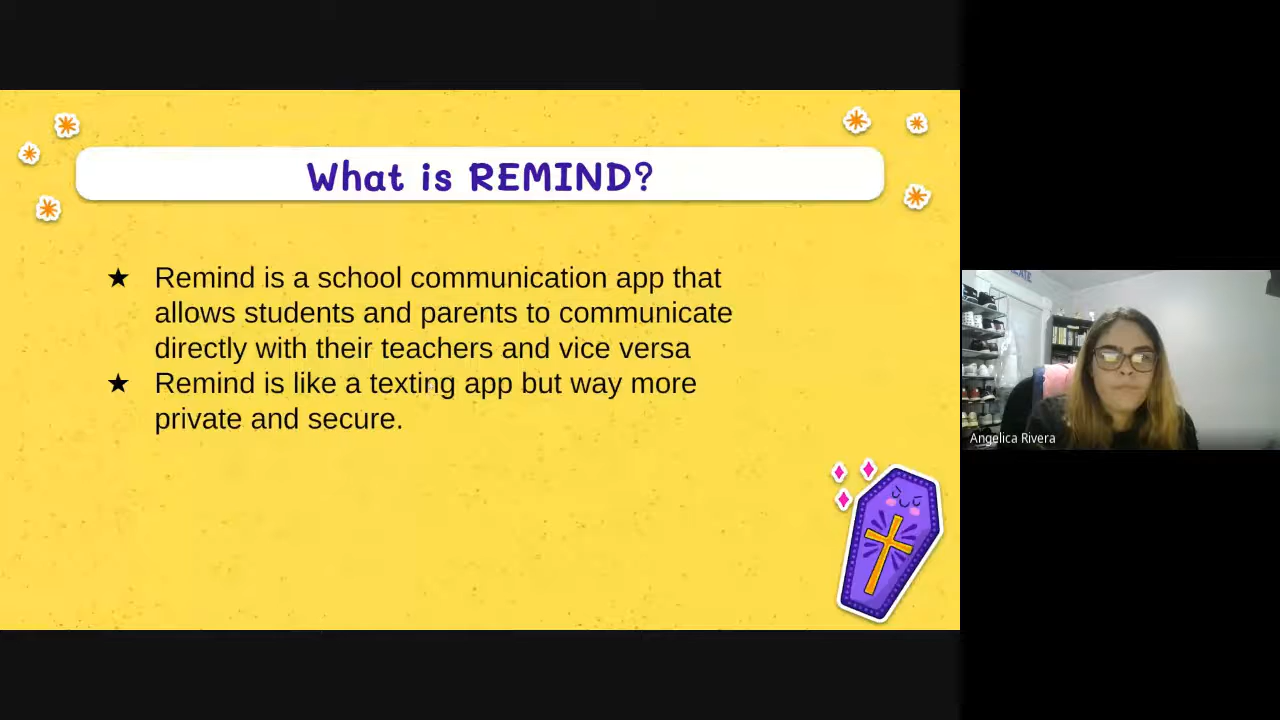 What is REMIND?
★ Remind is a school communication app that
allows students and parents to communicate
directly with their teachers and vice versa
★ Remind is like a texting app but way more
private and secure.
Angelica Rivera